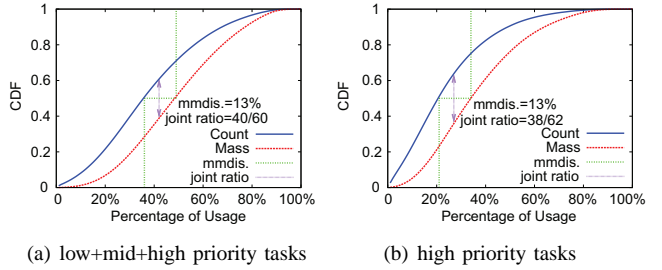 1
0.8
0.6
0.4
0.2
0
CDF
mmdis.=13%
joint ratio=40/60
Count
Mass
mmdis.
joint ratio
0 20% 40% 60% 80% 100%
Percentage of Usage
(a) low+mid+high priority tasks
1
0.8
0.6
0.4
0.2
0
CDF
mmdis.=13%
joint ratio=38/62
Count
Mass
mmdis.
joint ratio
0 20% 40% 60% 80% 100%
Percentage of Usage
(b) high priority tasks